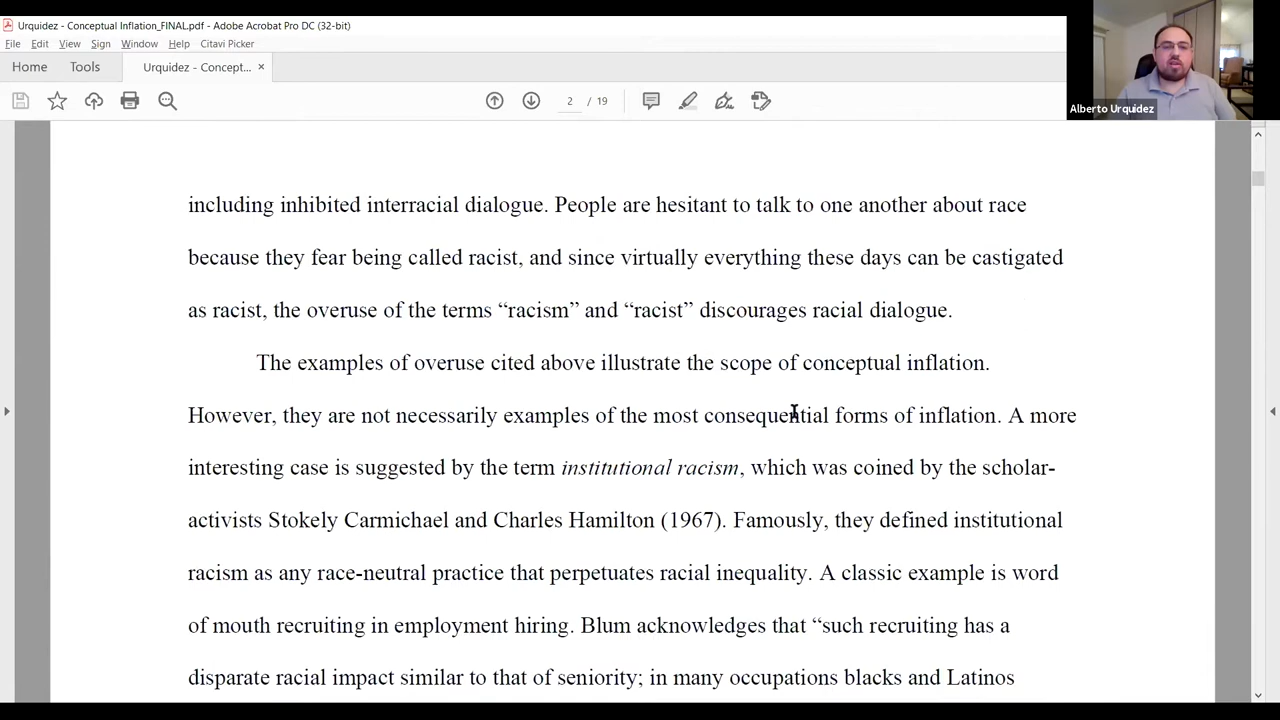 Urquidez - Conceptual Inflation_FINAL.pdf - Adobe Acrobat Pro DC (32-bit)
File Edit View Sign Window Help Citavi Picker
Home Tools Urquidez - Concept... ×
2 / 19
Alberto Urquidez
including inhibited interracial dialogue. People are hesitant to talk to one another about race
because they fear being called racist, and since virtually everything these days can be castigated
as racist, the overuse of the terms “racism” and “racist” discourages racial dialogue.
The examples of overuse cited above illustrate the scope of conceptual inflation.
However, they are not necessarily examples of the most consequential forms of inflation. A more
interesting case is suggested by the term institutional racism, which was coined by the scholar-
activists Stokely Carmichael and Charles Hamilton (1967). Famously, they defined institutional
racism as any race-neutral practice that perpetuates racial inequality. A classic example is word
of mouth recruiting in employment hiring. Blum acknowledges that “such recruiting has a
disparate racial impact similar to that of seniority; in many occupations blacks and Latinos